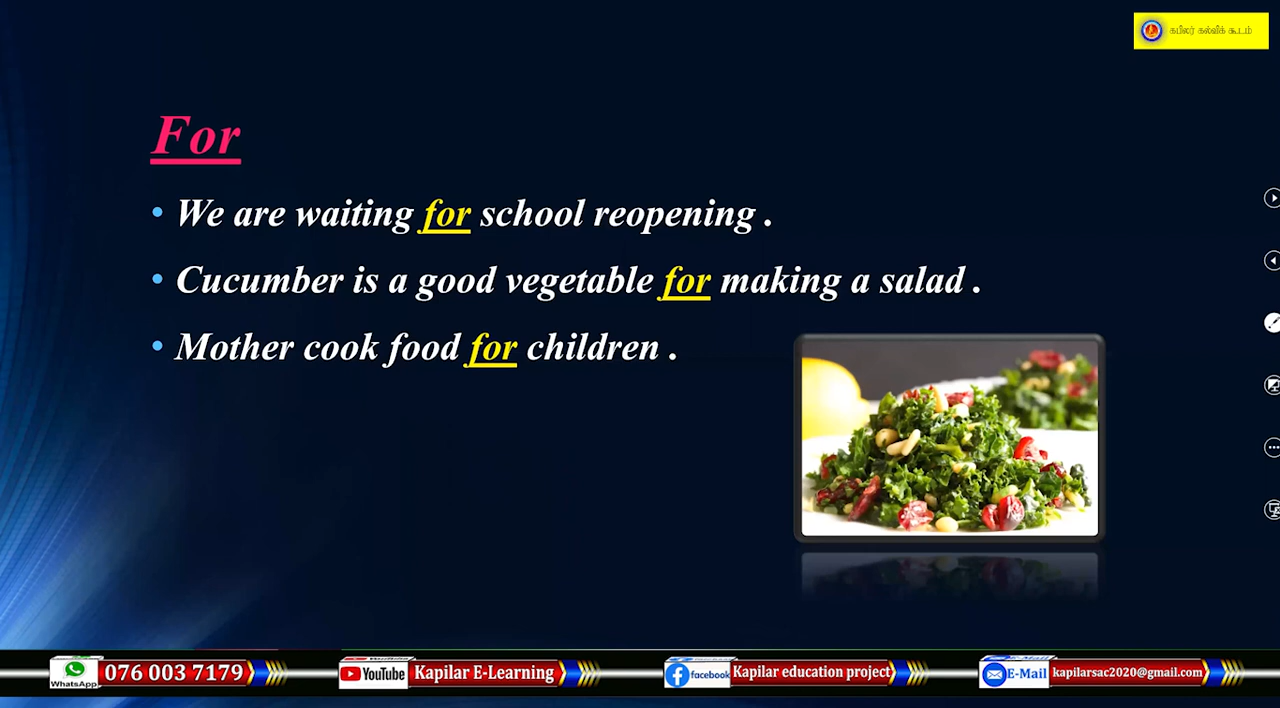 கபிலர் கல்விக் கூடம்
For
• We are waiting for school reopening .
• Cucumber is a good vegetable for making a salad .
• Mother cook food for children .
WhatsApp 076 003 7179 YouTube Kapilar E-Learning facebook Kapilar education project E-Mail kapilarsac2020@gmail.com